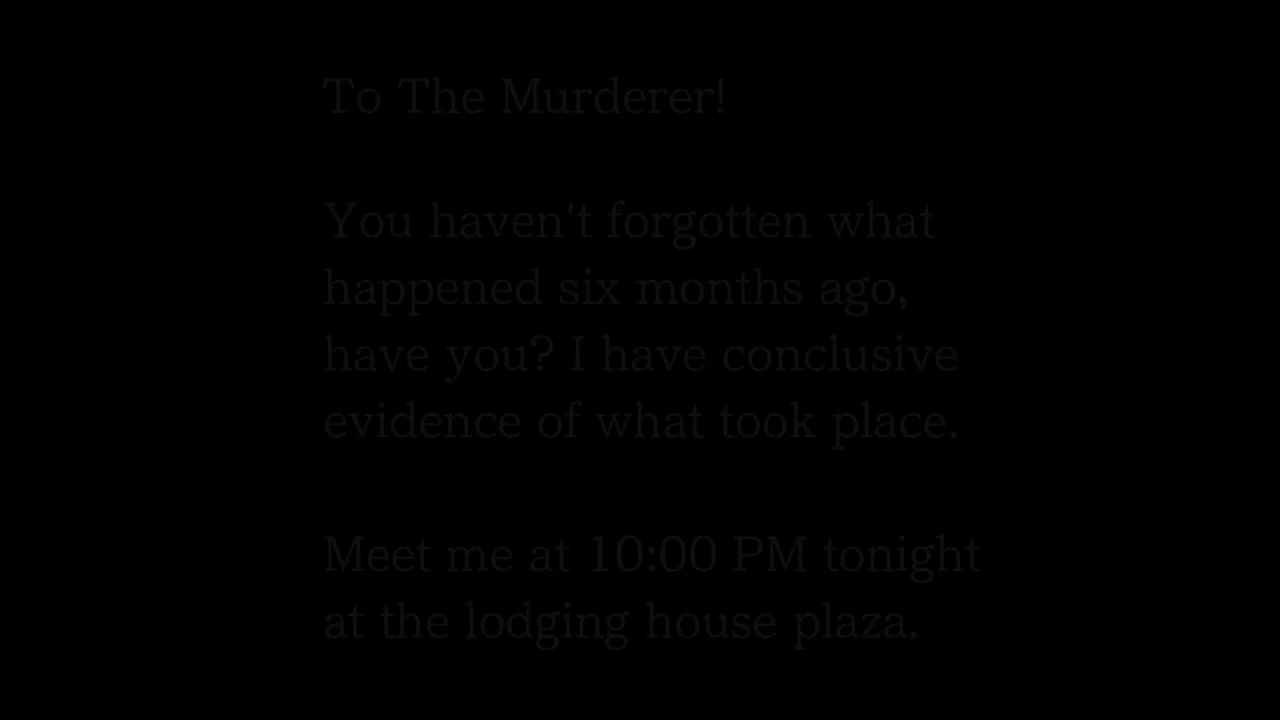 To The Murderer!
You haven't forgotten what
happened six months ago,
have you? I have conclusive
evidence of what took place.
Meet me at 10:00 PM tonight
at the lodging house plaza.